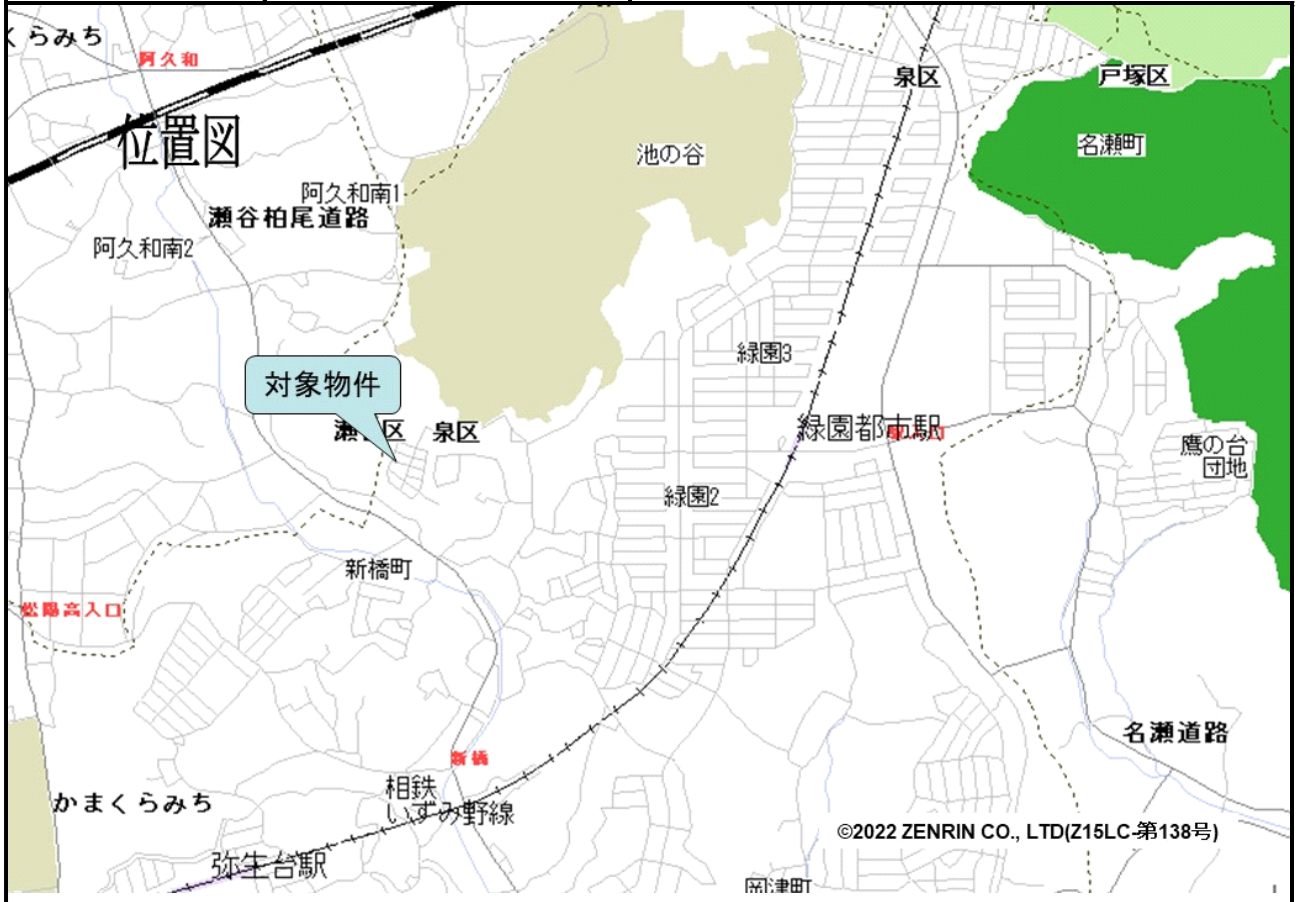 くらみち
阿久和
泉区
戸塚区
位置図
池の谷
名瀬町
阿久和南1
瀬谷柏尾道路
阿久和南2
緑園3
対象物件
泉区
緑園都市駅
鷹の台
団地
緑園2
新橋町
松陽高入口
新橋
名瀬道路
相鉄
いずみ野線
かまくらみち
©2022 ZENRIN CO., LTD(Z15LC-第138号)
弥生台駅
岡津町